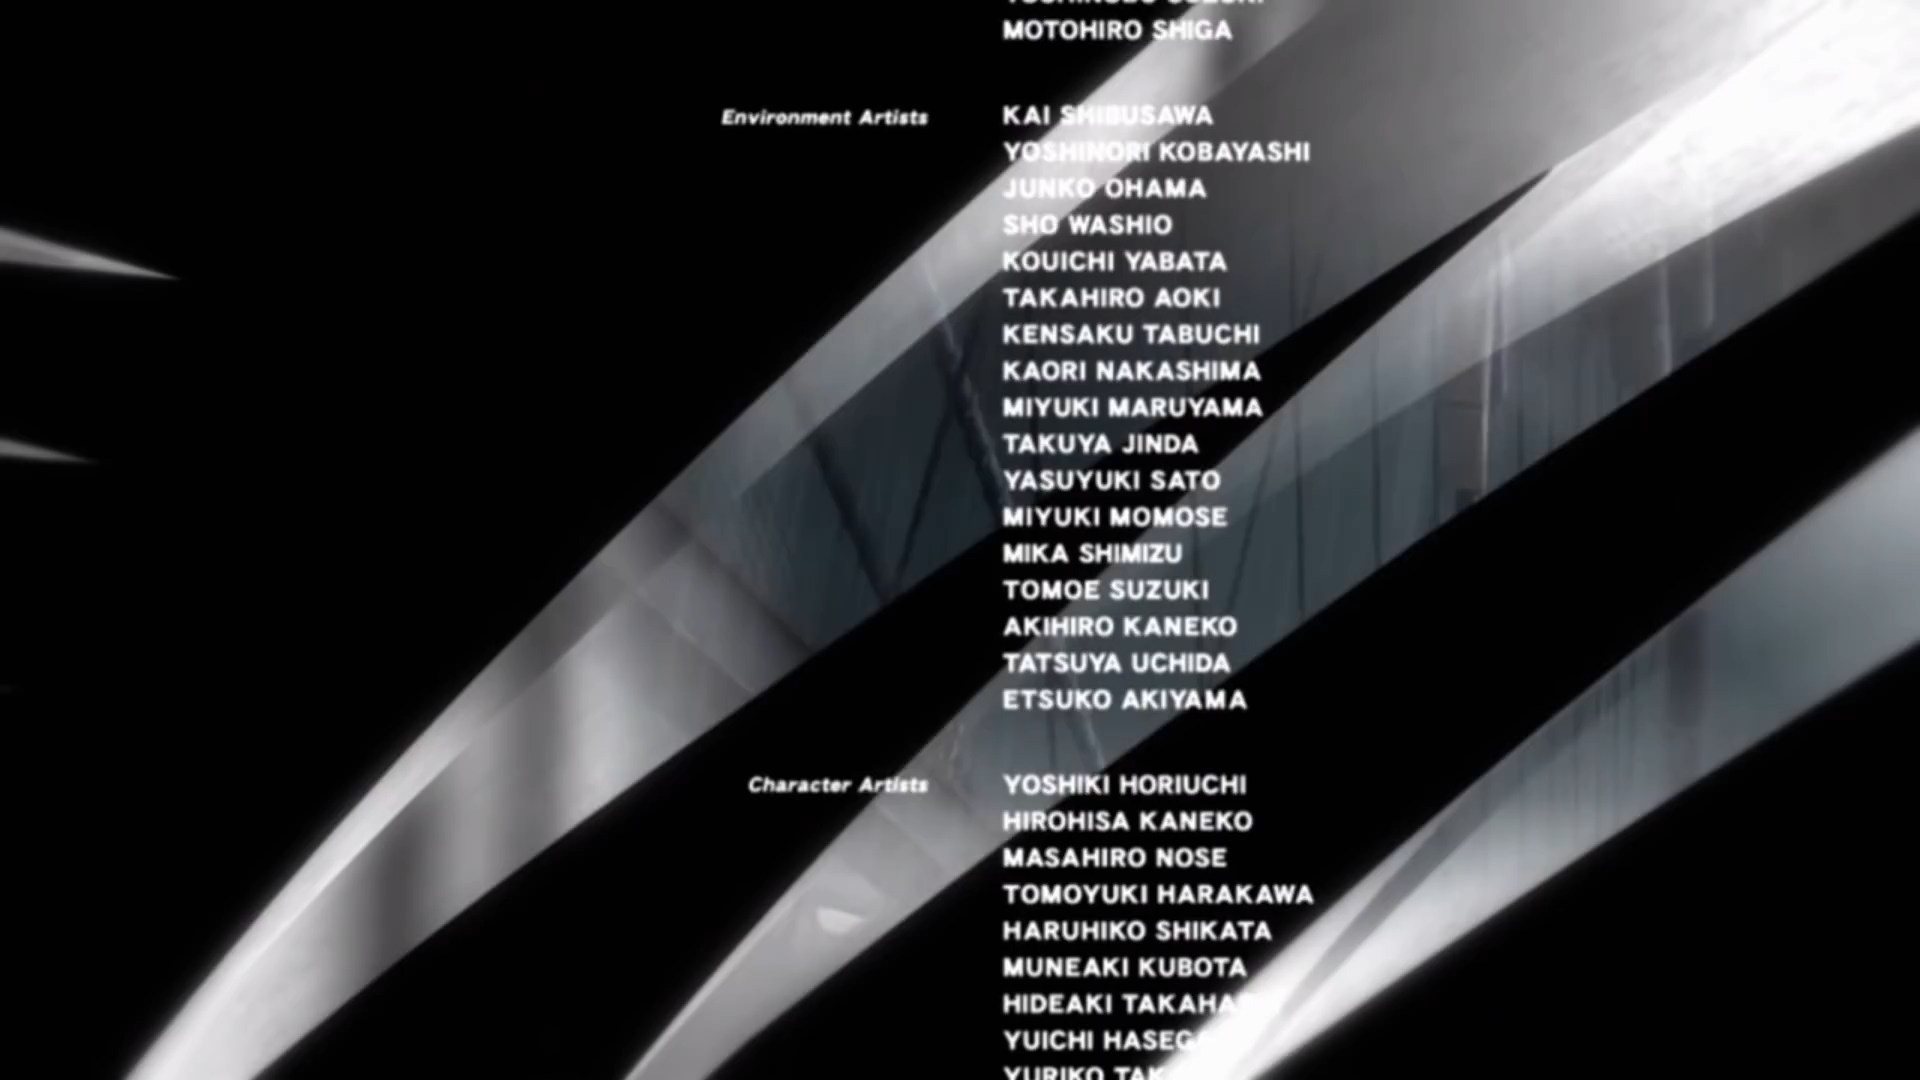 MOTOHIRO SHIGA
Environment Artists KAI SHIBUSAWA
YOSHINORI KOBAYASHI
JUNKO OHAMA
SHO WASHIO
KOUICHI YABATA
TAKAHIRO AOKI
KENSAKU TABUCHI
KAORI NAKASHIMA
MIYUKI MARUYAMA
TAKUYA JINDA
YASUYUKI SATO
MIYUKI MOMOSE
MIKA SHIMIZU
TOMOE SUZUKI
AKIHIRO KANEKO
TATSUYA UCHIDA
ETSUKO AKIYAMA
Character Artists YOSHIKI HORIUCHI
HIROHISA KANEKO
MASAHIRO NOSE
TOMOYUKI HARAKAWA
HARUHIKO SHIKATA
MUNEAKI KUBOTA
HIDEAKI
YUICHI
YURIKO